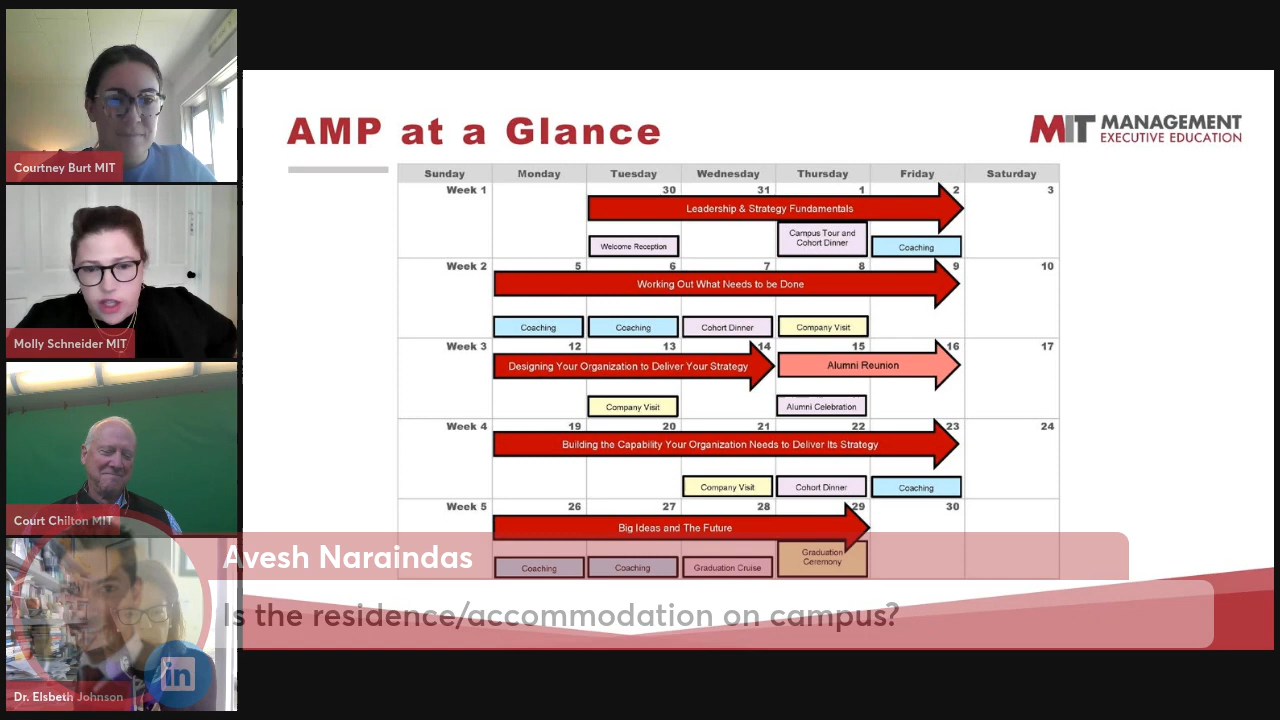 Courtney Burt MIT
Molly Schneider MIT
Court Chilton MIT
Dr. Elsbeth Johnson
AMP at a Glance
MIT MANAGEMENT
EXECUTIVE EDUCATION
Sunday Monday Tuesday Wednesday Thursday Friday Saturday
Week 1 30 31 1 2 3
Leadership & Strategy Fundamentals
Welcome Reception
Campus Tour and
Cohort Dinner
Coaching
Week 2 5 6 7 8 9 10
Working Out What Needs to be Done
Coaching Coaching Cohort Dinner Company Visit
Week 3 12 13 14 15 16 17
Designing Your Organization to Deliver Your Strategy Alumni Reunion
Company Visit Alumni Celebration
Week 4 19 20 21 22 23 24
Building the Capability Your Organization Needs to Deliver Its Strategy
Company Visit Cohort Dinner Coaching
Week 5 26 27 28 29 30
Big Ideas and The Future
Coaching Coaching Graduation Cruise
Graduation
Ceremony
Avesh Naraindas
Is the residence/accommodation on campus?
in